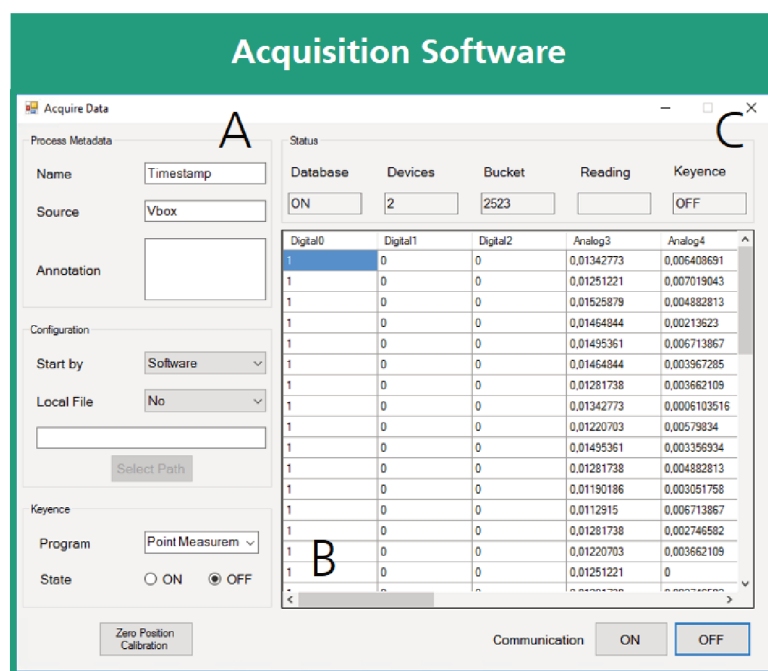 Acquisition Software
Acquire Data
A
C
Process Metadata
Name Timestamp
Source Vbox
Annotation
Configuration
Start by Software
Local File No
Select Path
Keyence
Program Point Measurem
State ON OFF
Zero Position
Calibration
Status
Database Devices Bucket Reading Keyence
ON 2 2523 OFF
Digital0 Digital1 Digital2 Analog3 Analog4
1 0 0 0,01342773 0,006408691
1 0 0 0,01251221 0,007019043
1 0 0 0,01525879 0,004882813
1 0 0 0,01464844 0,00213623
1 0 0 0,01495361 0,006713867
1 0 0 0,01464844 0,003967285
1 0 0 0,01281738 0,003662109
1 0 0 0,01342773 0,0006103516
1 0 0 0,01220703 0,00579834
1 0 0 0,01495361 0,003356934
1 0 0 0,01281738 0,004882813
1 0 0 0,01190186 0,003051758
1 0 0 0,0112915 0,006713867
1 0 0 0,01281738 0,002746582
1 0 0 0,01220703 0,003662109
1 0 0 0,01251221 0
B
Communication ON OFF